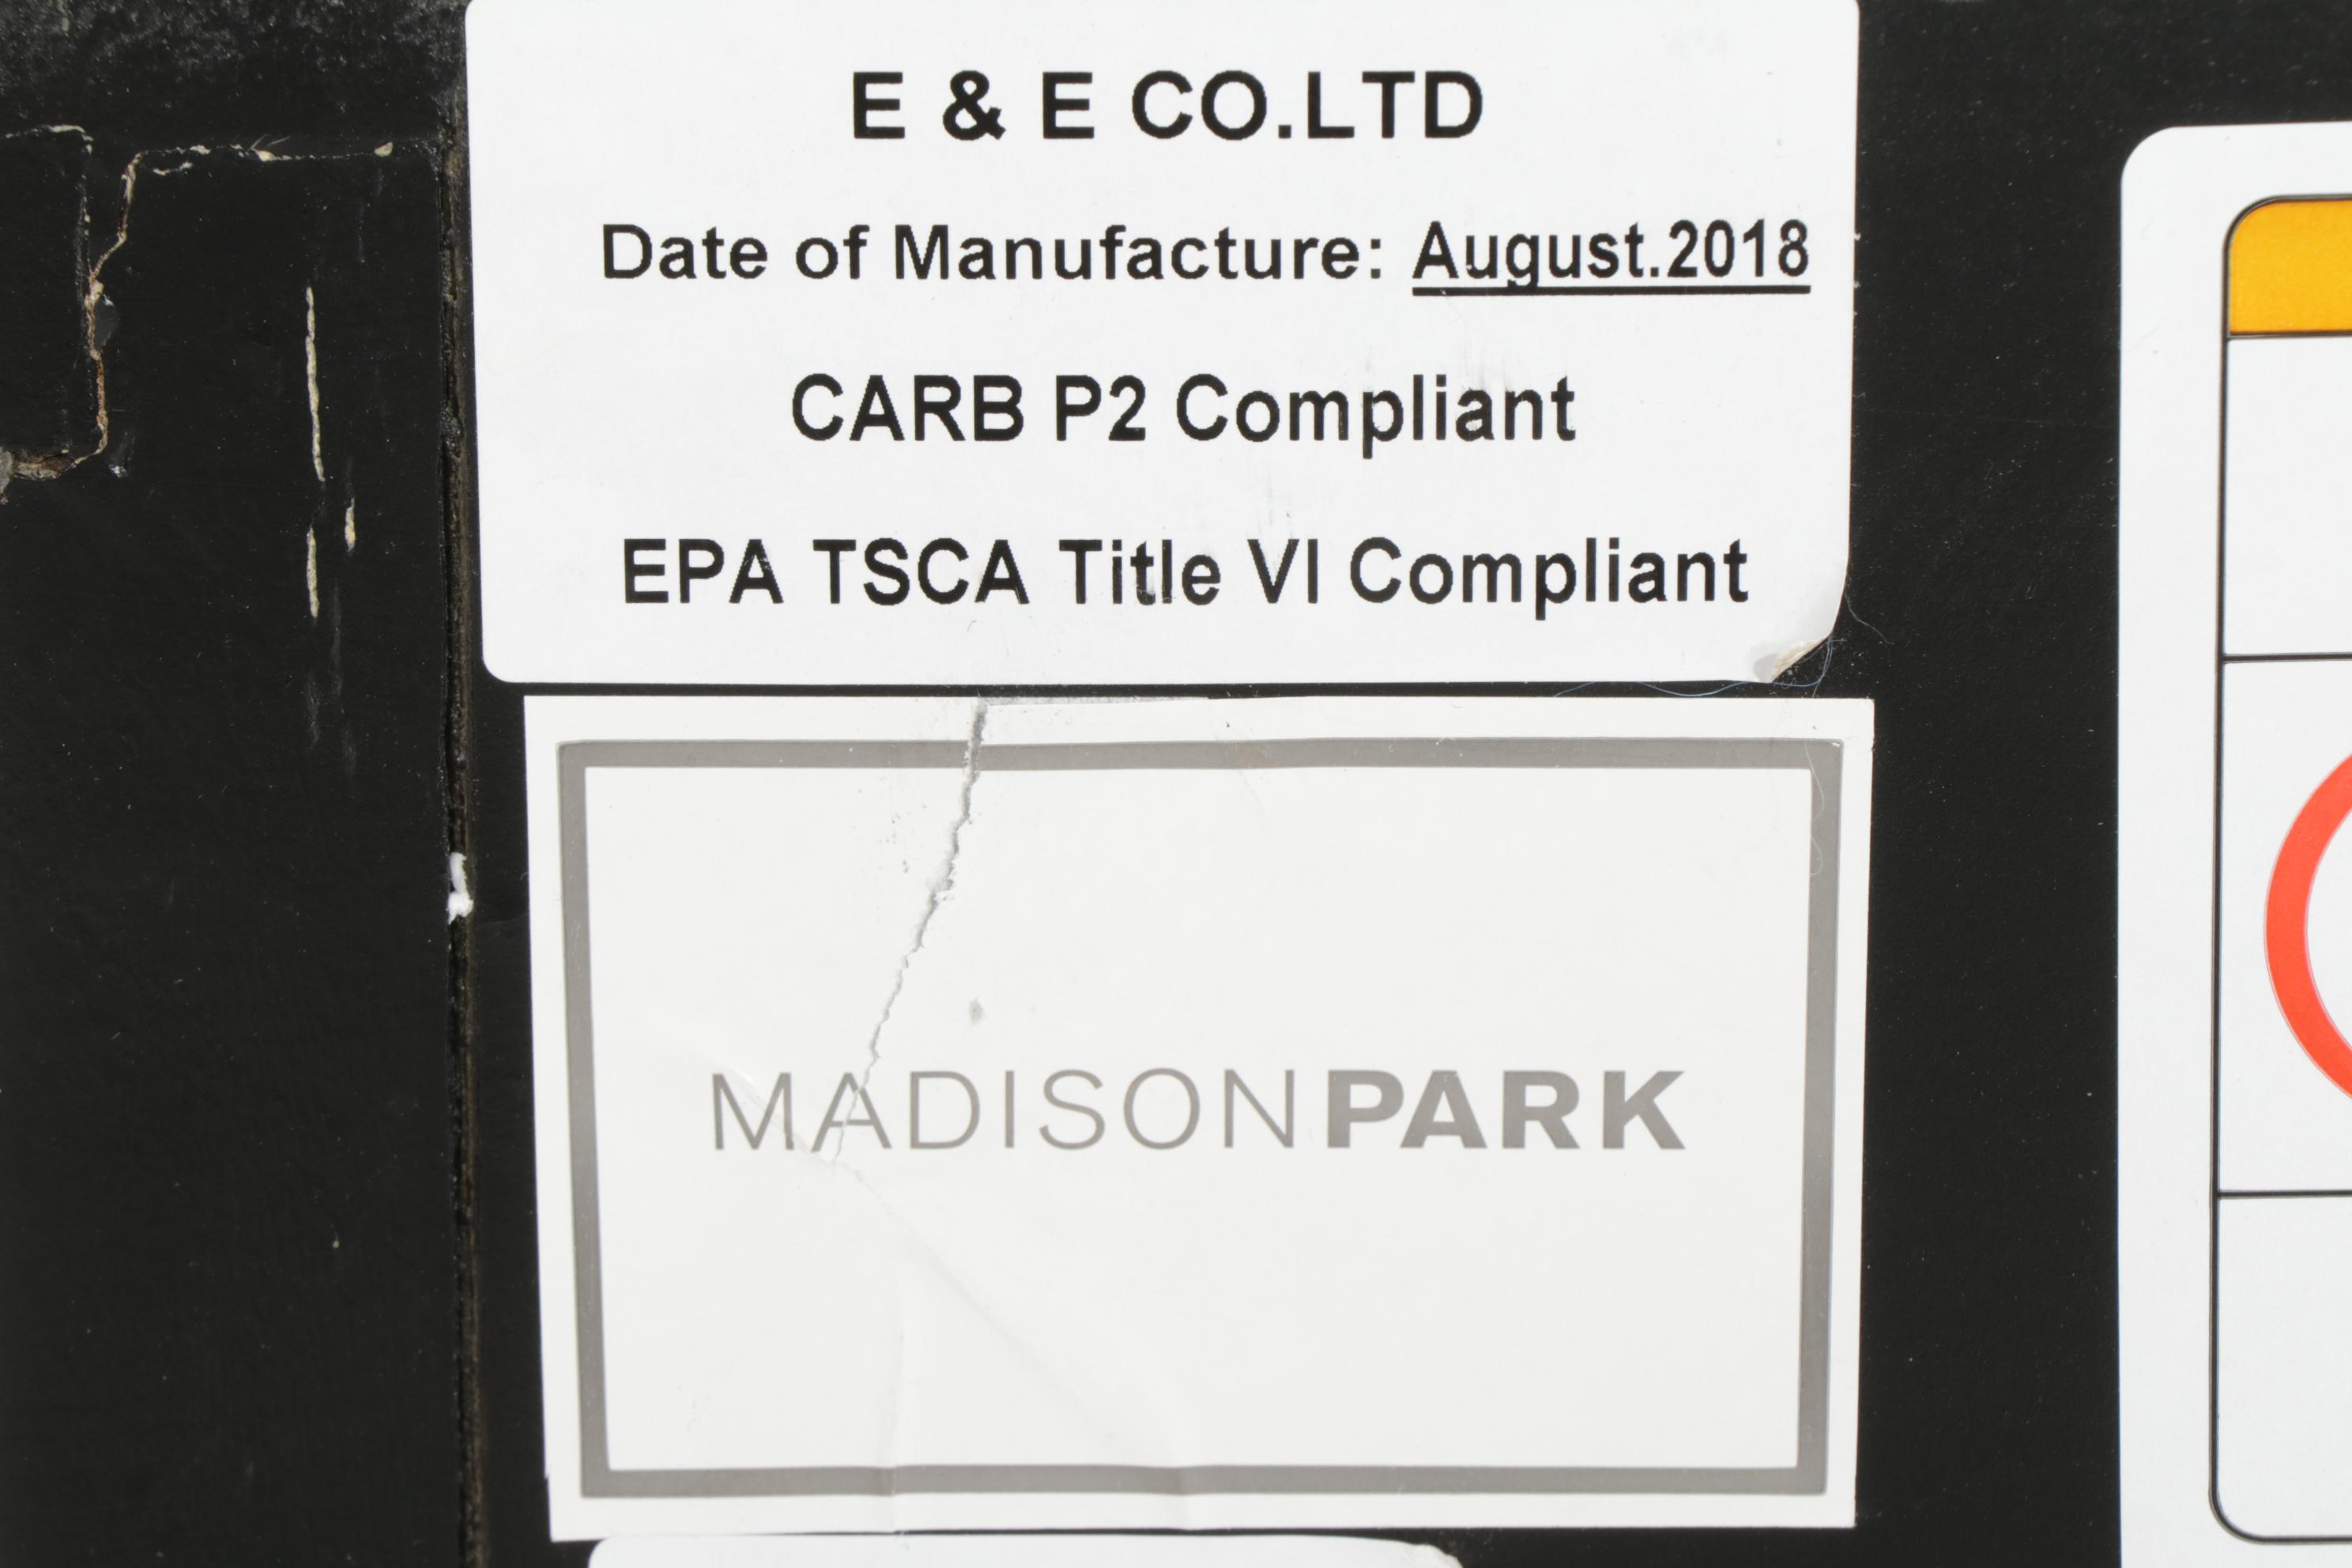 E & E CO.LTD
Date of Manufacture: August.2018
CARB P2 Compliant
EPA TSCA Title VI Compliant
MADISONPARK